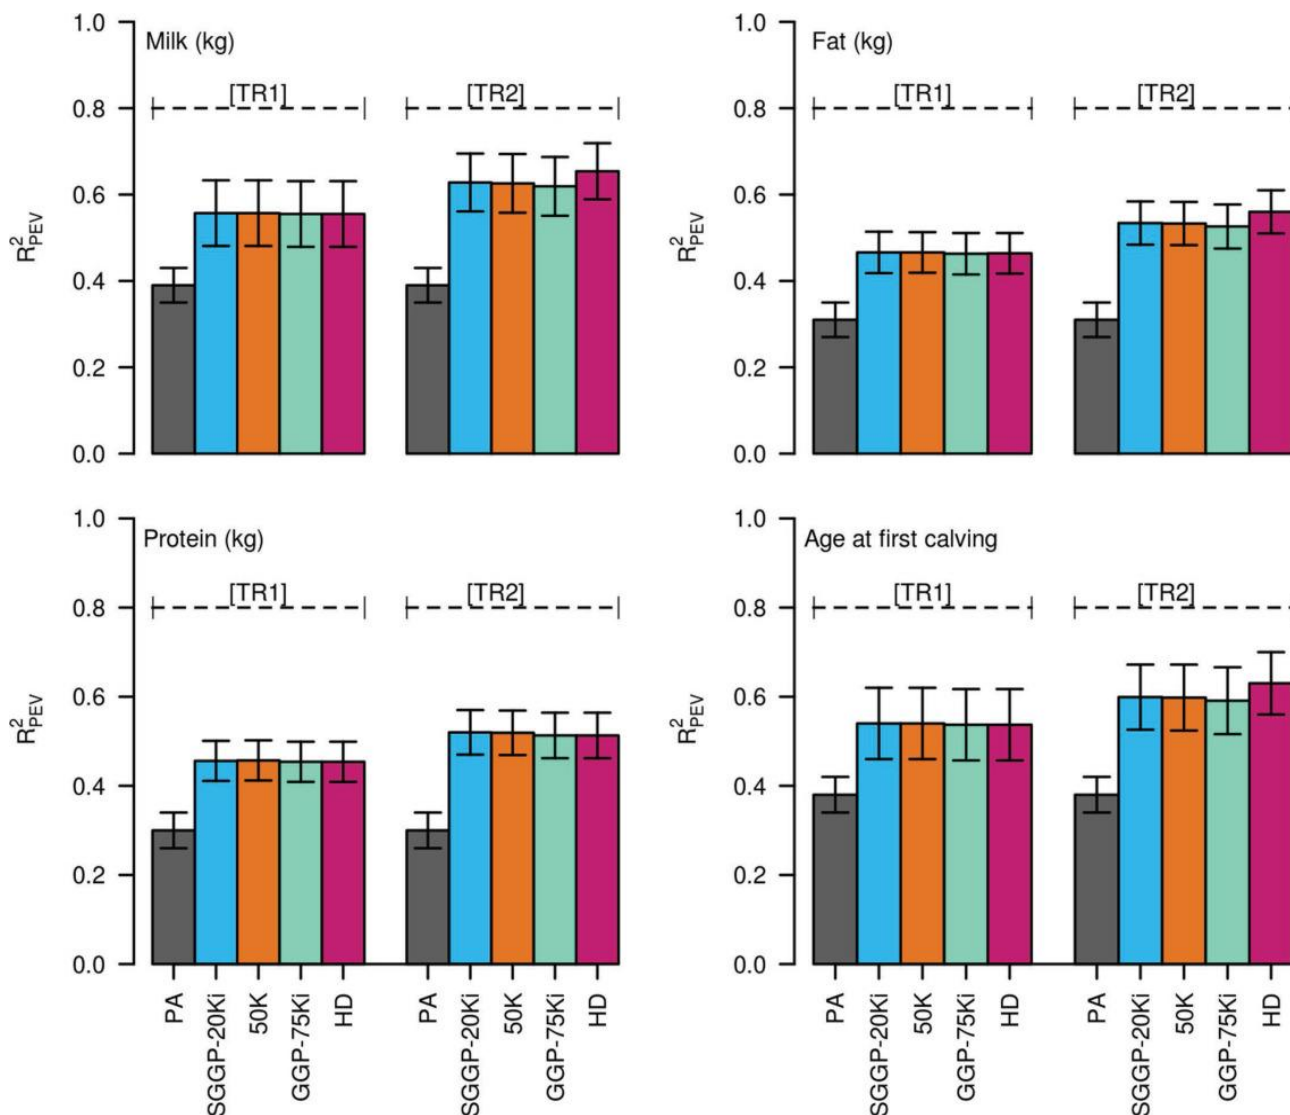 Milk (kg)
[TR1]
[TR2]
R²PEV
1.0
0.8
0.6
0.4
0.2
0.0
Fat (kg)
[TR1]
[TR2]
R²PEV
1.0
0.8
0.6
0.4
0.2
0.0
Protein (kg)
[TR1]
[TR2]
R²PEV
1.0
0.8
0.6
0.4
0.2
0.0
PA
SGGP-20Ki
50K
GGP-75Ki
HD
PA
SGGP-20Ki
50K
GGP-75Ki
HD
Age at first calving
[TR1]
[TR2]
R²PEV
1.0
0.8
0.6
0.4
0.2
0.0
PA
SGGP-20Ki
50K
GGP-75Ki
HD
PA
SGGP-20Ki
50K
GGP-75Ki
HD